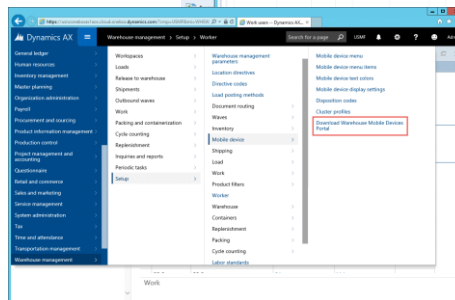 Work users -- Dynamics AX...
Dynamics AX
Warehouse management > Setup > Worker
Search for a page
USMF
General ledger
Human resources
Inventory management
Master planning
Organization administration
Payroll
Procurement and sourcing
Product information management
Production control
Project management and
accounting
Questionnaire
Retail and commerce
Sales and marketing
Service management
System administration
Tax
Time and attendance
Transportation management
Warehouse management
Workspaces
Loads
Release to warehouse
Shipments
Outbound waves
Work
Packing and containerization
Cycle counting
Replenishment
Inquiries and reports
Periodic tasks
Setup
Warehouse management
parameters
Location directives
Directive codes
Load posting methods
Document routing
Waves
Inventory
Mobile device
Shipping
Load
Work
Product filters
Worker
Warehouse
Containers
Replenishment
Packing
Cycle counting
Labor standards
Mobile device menu
Mobile device menu items
Mobile device text colors
Mobile device display settings
Disposition codes
Cluster profiles
Download Warehouse Mobile Devices
Portal
Work